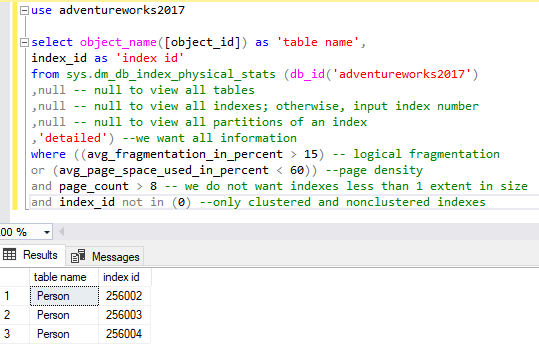 use adventureworks2017
select object_name([object_id]) as 'table name',
index_id as 'index id'
from sys.dm_db_index_physical_stats (db_id('adventureworks2017')
,null -- null to view all tables
,null -- null to view all indexes; otherwise, input index number
,null -- null to view all partitions of an index
,'detailed') --we want all information
where ((avg_fragmentation_in_percent > 15) -- logical fragmentation
or (avg_page_space_used_in_percent < 60)) --page density
and page_count > 8 -- we do not want indexes less than 1 extent in size
and index_id not in (0) --only clustered and nonclustered indexes
00 %
Results Messages
table name index id
1 Person 256002
2 Person 256003
3 Person 256004